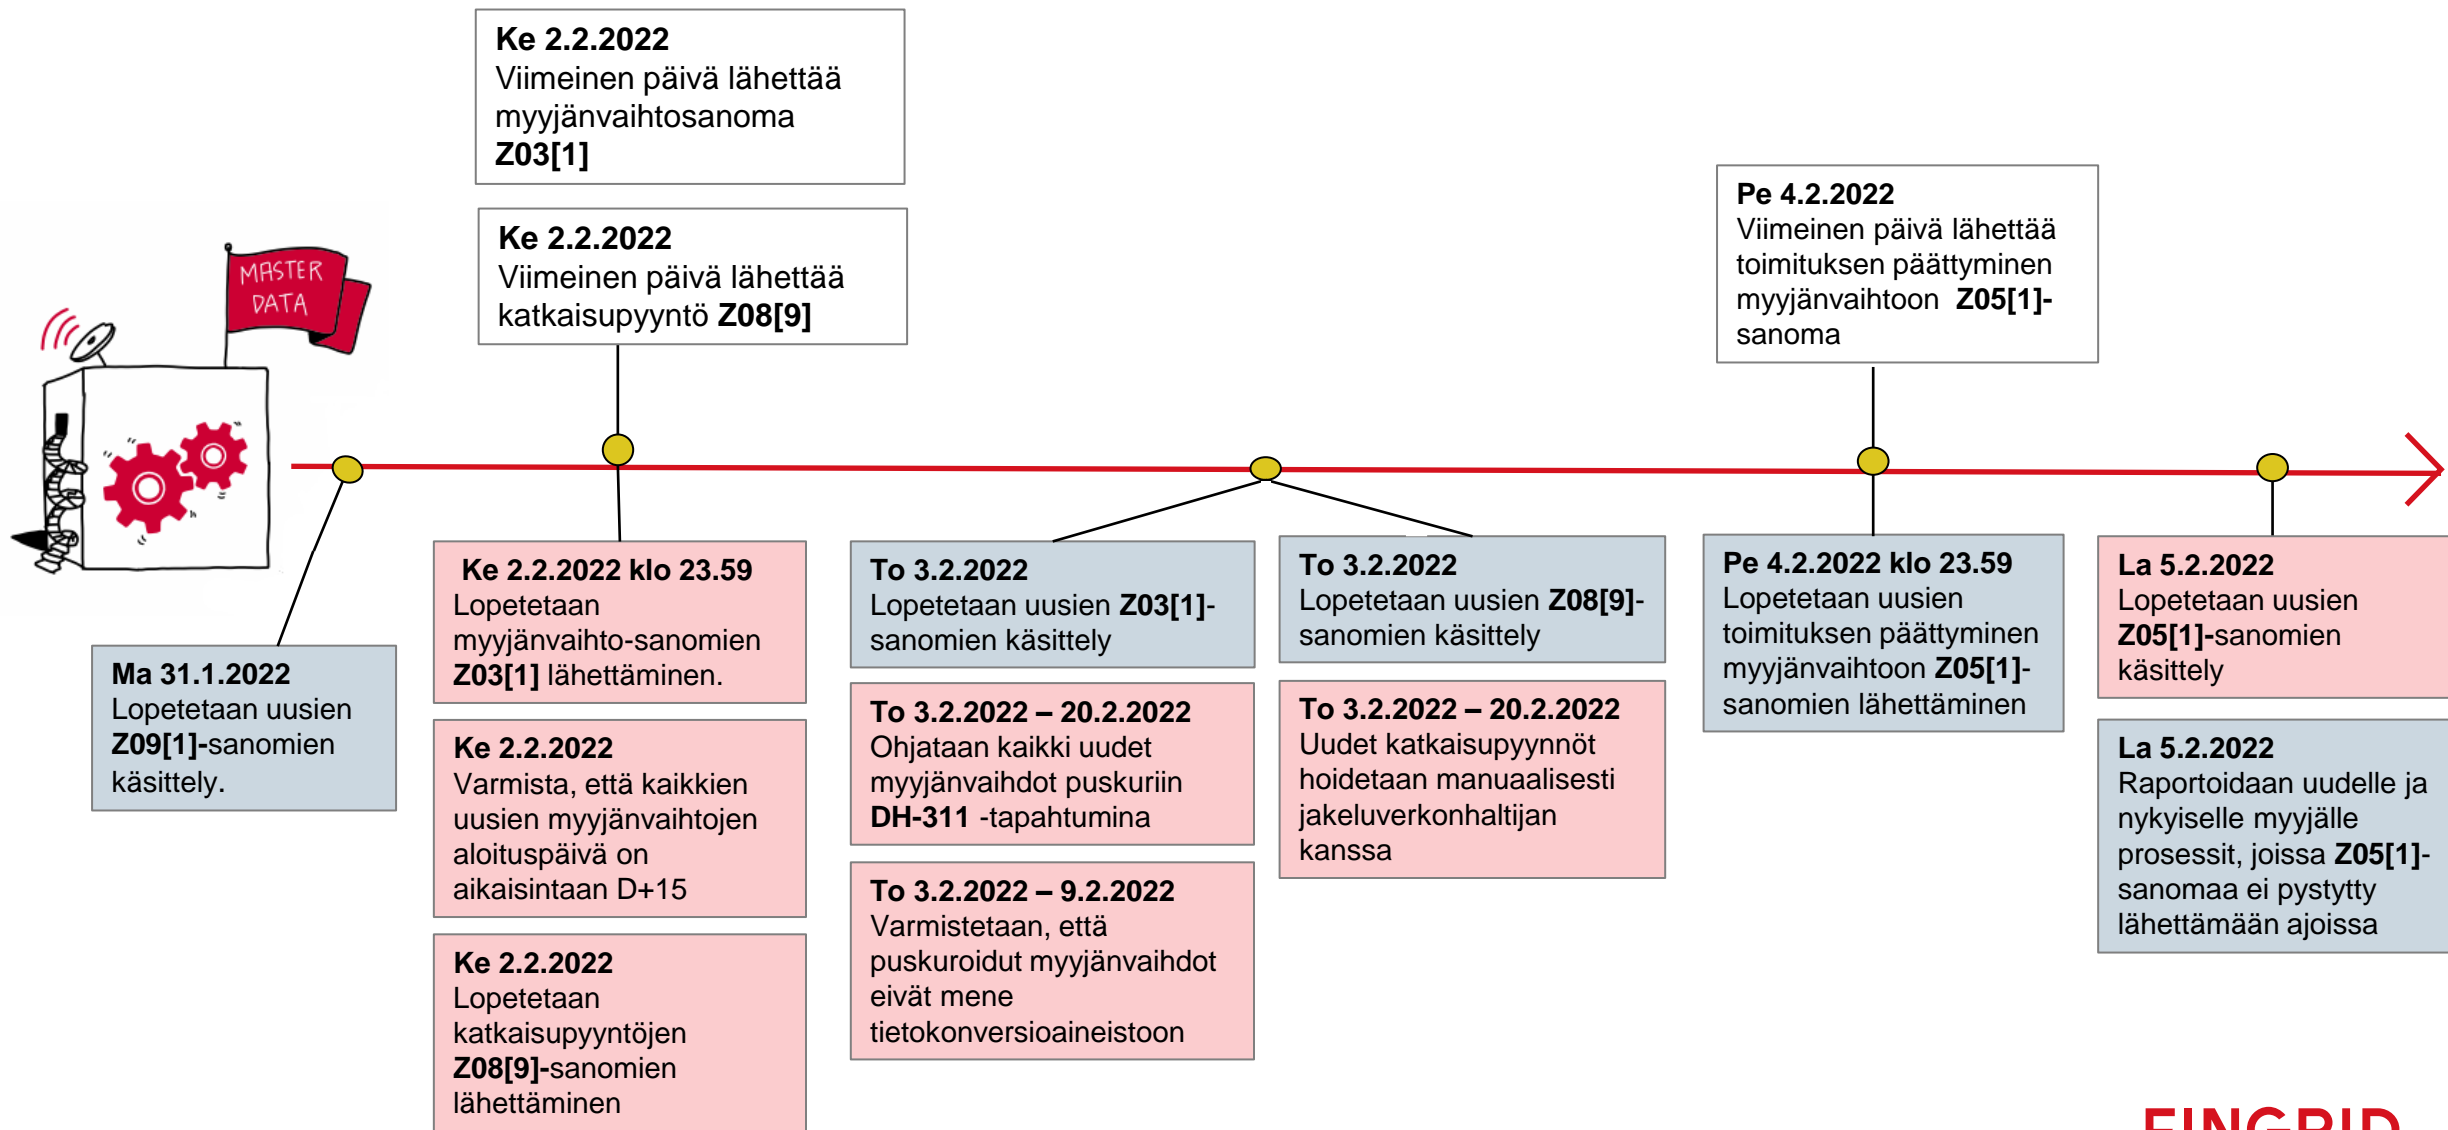 Ke 2.2.2022
Viimeinen päivä lähettää
myyjänvaihtosanoma
Z03[1]
Ke 2.2.2022
Viimeinen päivä lähettää
katkaisupyyntö Z08[9]
Pe 4.2.2022
Viimeinen päivä lähettää
toimituksen päättyminen
myyjänvaihtoon Z05[1]-
sanoma
MASTER
DATA
Ma 31.1.2022
Lopetetaan uusien
Z09[1]-sanomien
käsittely.
Ke 2.2.2022 klo 23.59
Lopetetaan
myyjänvaihto-sanomien
Z03[1] lähettäminen.
Ke 2.2.2022
Varmista, että kaikkien
uusien myyjänvaihtojen
aloituspäivä on
aikaisintaan D+15
Ke 2.2.2022
Lopetetaan
katkaisupyyntöjen
Z08[9]-sanomien
lähettäminen
To 3.2.2022
Lopetetaan uusien Z03[1]-
sanomien käsittely
To 3.2.2022 – 20.2.2022
Ohjataan kaikki uudet
myyjänvaihdot puskuriin
DH-311 -tapahtumina
To 3.2.2022 – 9.2.2022
Varmistetaan, että
puskuroidut myyjänvaihdot
eivät mene
tietokonversioaineistoon
To 3.2.2022
Lopetetaan uusien Z08[9]-
sanomien käsittely
To 3.2.2022 – 20.2.2022
Uudet katkaisupyynnöt
hoidetaan manuaalisesti
jakeluverkonhaltijan
kanssa
Pe 4.2.2022 klo 23.59
Lopetetaan uusien
toimituksen päättyminen
myyjänvaihtoon Z05[1]-
sanomien lähettäminen
La 5.2.2022
Lopetetaan uusien
Z05[1]-sanomien
käsittely
La 5.2.2022
Raportoidaan uudelle ja
nykyiselle myyjälle
prosessit, joissa Z05[1]-
sanomaa ei pystytty
lähettämään ajoissa
FINGRID